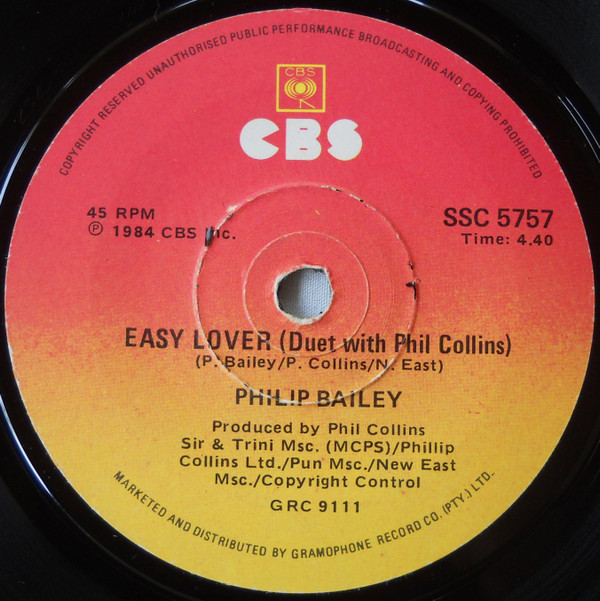 COPYRIGHT RESERVED UNAUTHORISED PUBLIC PERFORMANCE BROADCASTING AND COPYING PROHIBITED
CBS
CBS
45 RPM
℗ 1984 CBS Inc.
SSC 5757
Time: 4.40
EASY LOVER (Duet with Phil Collins)
(P. Bailey/P. Collins/N. East)
PHILIP BAILEY
Produced by Phil Collins
Sir & Trini Msc. (MCPS)/Phillip
Collins Ltd./Pun Msc./New East
Msc./Copyright Control
GRC 9111
MARKETED AND DISTRIBUTED BY GRAMOPHONE RECORD CO. (PTY.) LTD.